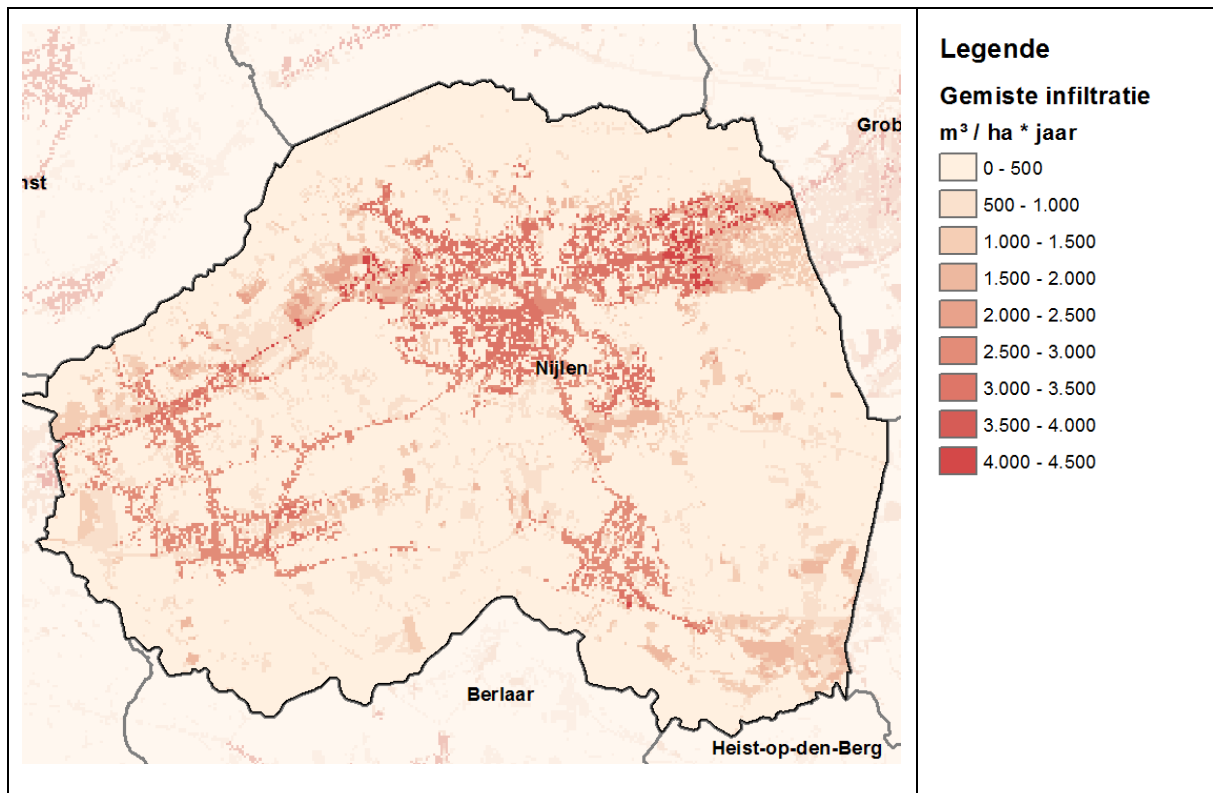 Grob
nst
Nijlen
Berlaar
Heist-op-den-Berg
Legende
Gemiste infiltratie
m³ / ha * jaar
0 - 500
500 - 1.000
1.000 - 1.500
1.500 - 2.000
2.000 - 2.500
2.500 - 3.000
3.000 - 3.500
3.500 - 4.000
4.000 - 4.500